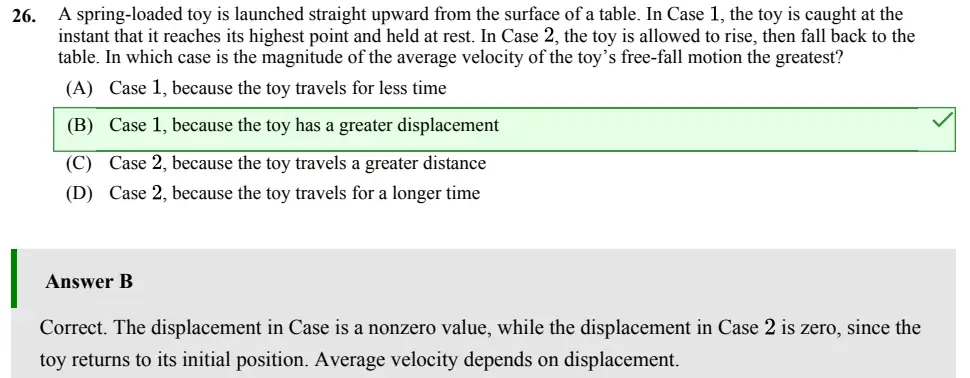 26. A spring-loaded toy is launched straight upward from the surface of a table. In Case 1, the toy is caught at the
instant that it reaches its highest point and held at rest. In Case 2, the toy is allowed to rise, then fall back to the
table. In which case is the magnitude of the average velocity of the toy's free-fall motion the greatest?
(A) Case 1, because the toy travels for less time
(B) Case 1, because the toy has a greater displacement
(C) Case 2, because the toy travels a greater distance
(D) Case 2, because the toy travels for a longer time
Answer B
Correct. The displacement in Case is a nonzero value, while the displacement in Case 2 is zero, since the
toy returns to its initial position. Average velocity depends on displacement.